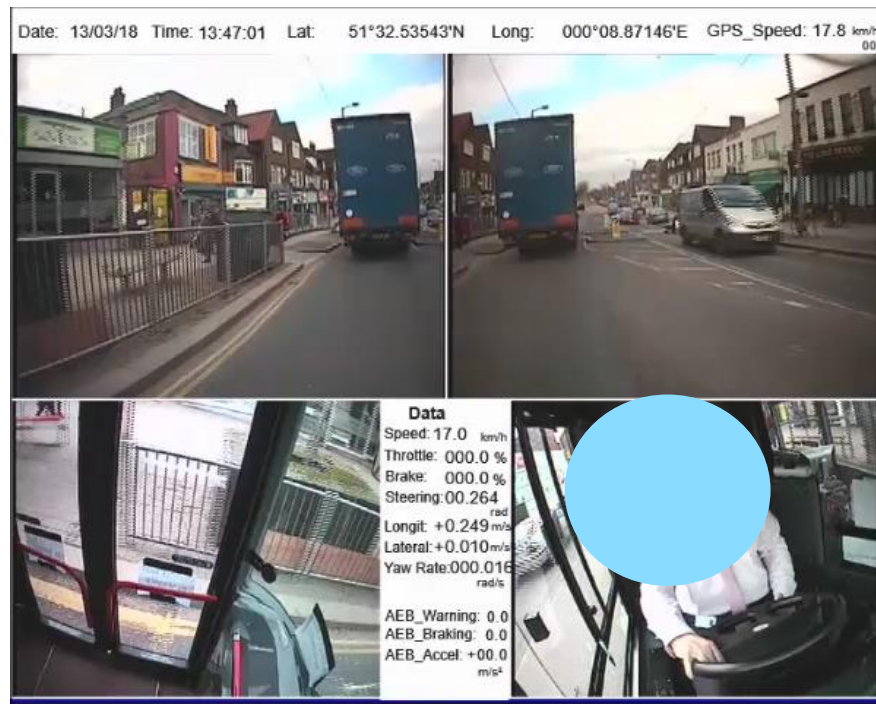 Date: 13/03/18 Time: 13:47:01 Lat: 51°32.53543'N Long: 000°08.87146'E GPS_Speed: 17.8 km/h
00
Data
Speed: 17.0 km/h
Throttle: 000.0 %
Brake: 000.0 %
Steering:00.264
rad
Longit: +0.249 m/s
Lateral: +0.010 m/s
Yaw Rate:000.016
rad/s
AEB_Warning: 0.0
AEB_Braking: 0.0
AEB_Accel: +00.0
m/s²